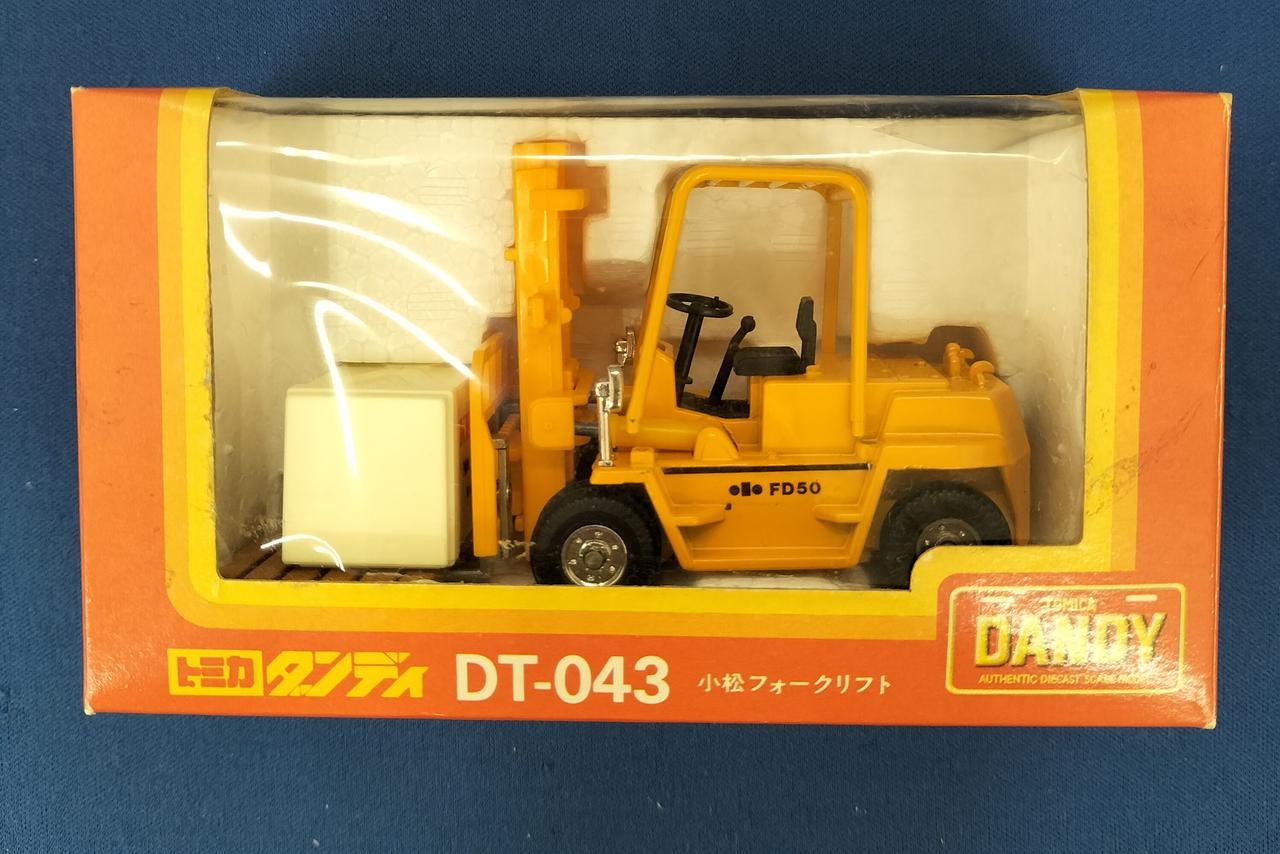 FD50
トミカ ダンディ DT-043 小松フォークリフト
TOMICA
DANDY
AUTHENTIC DIECAST SCALE MODEL